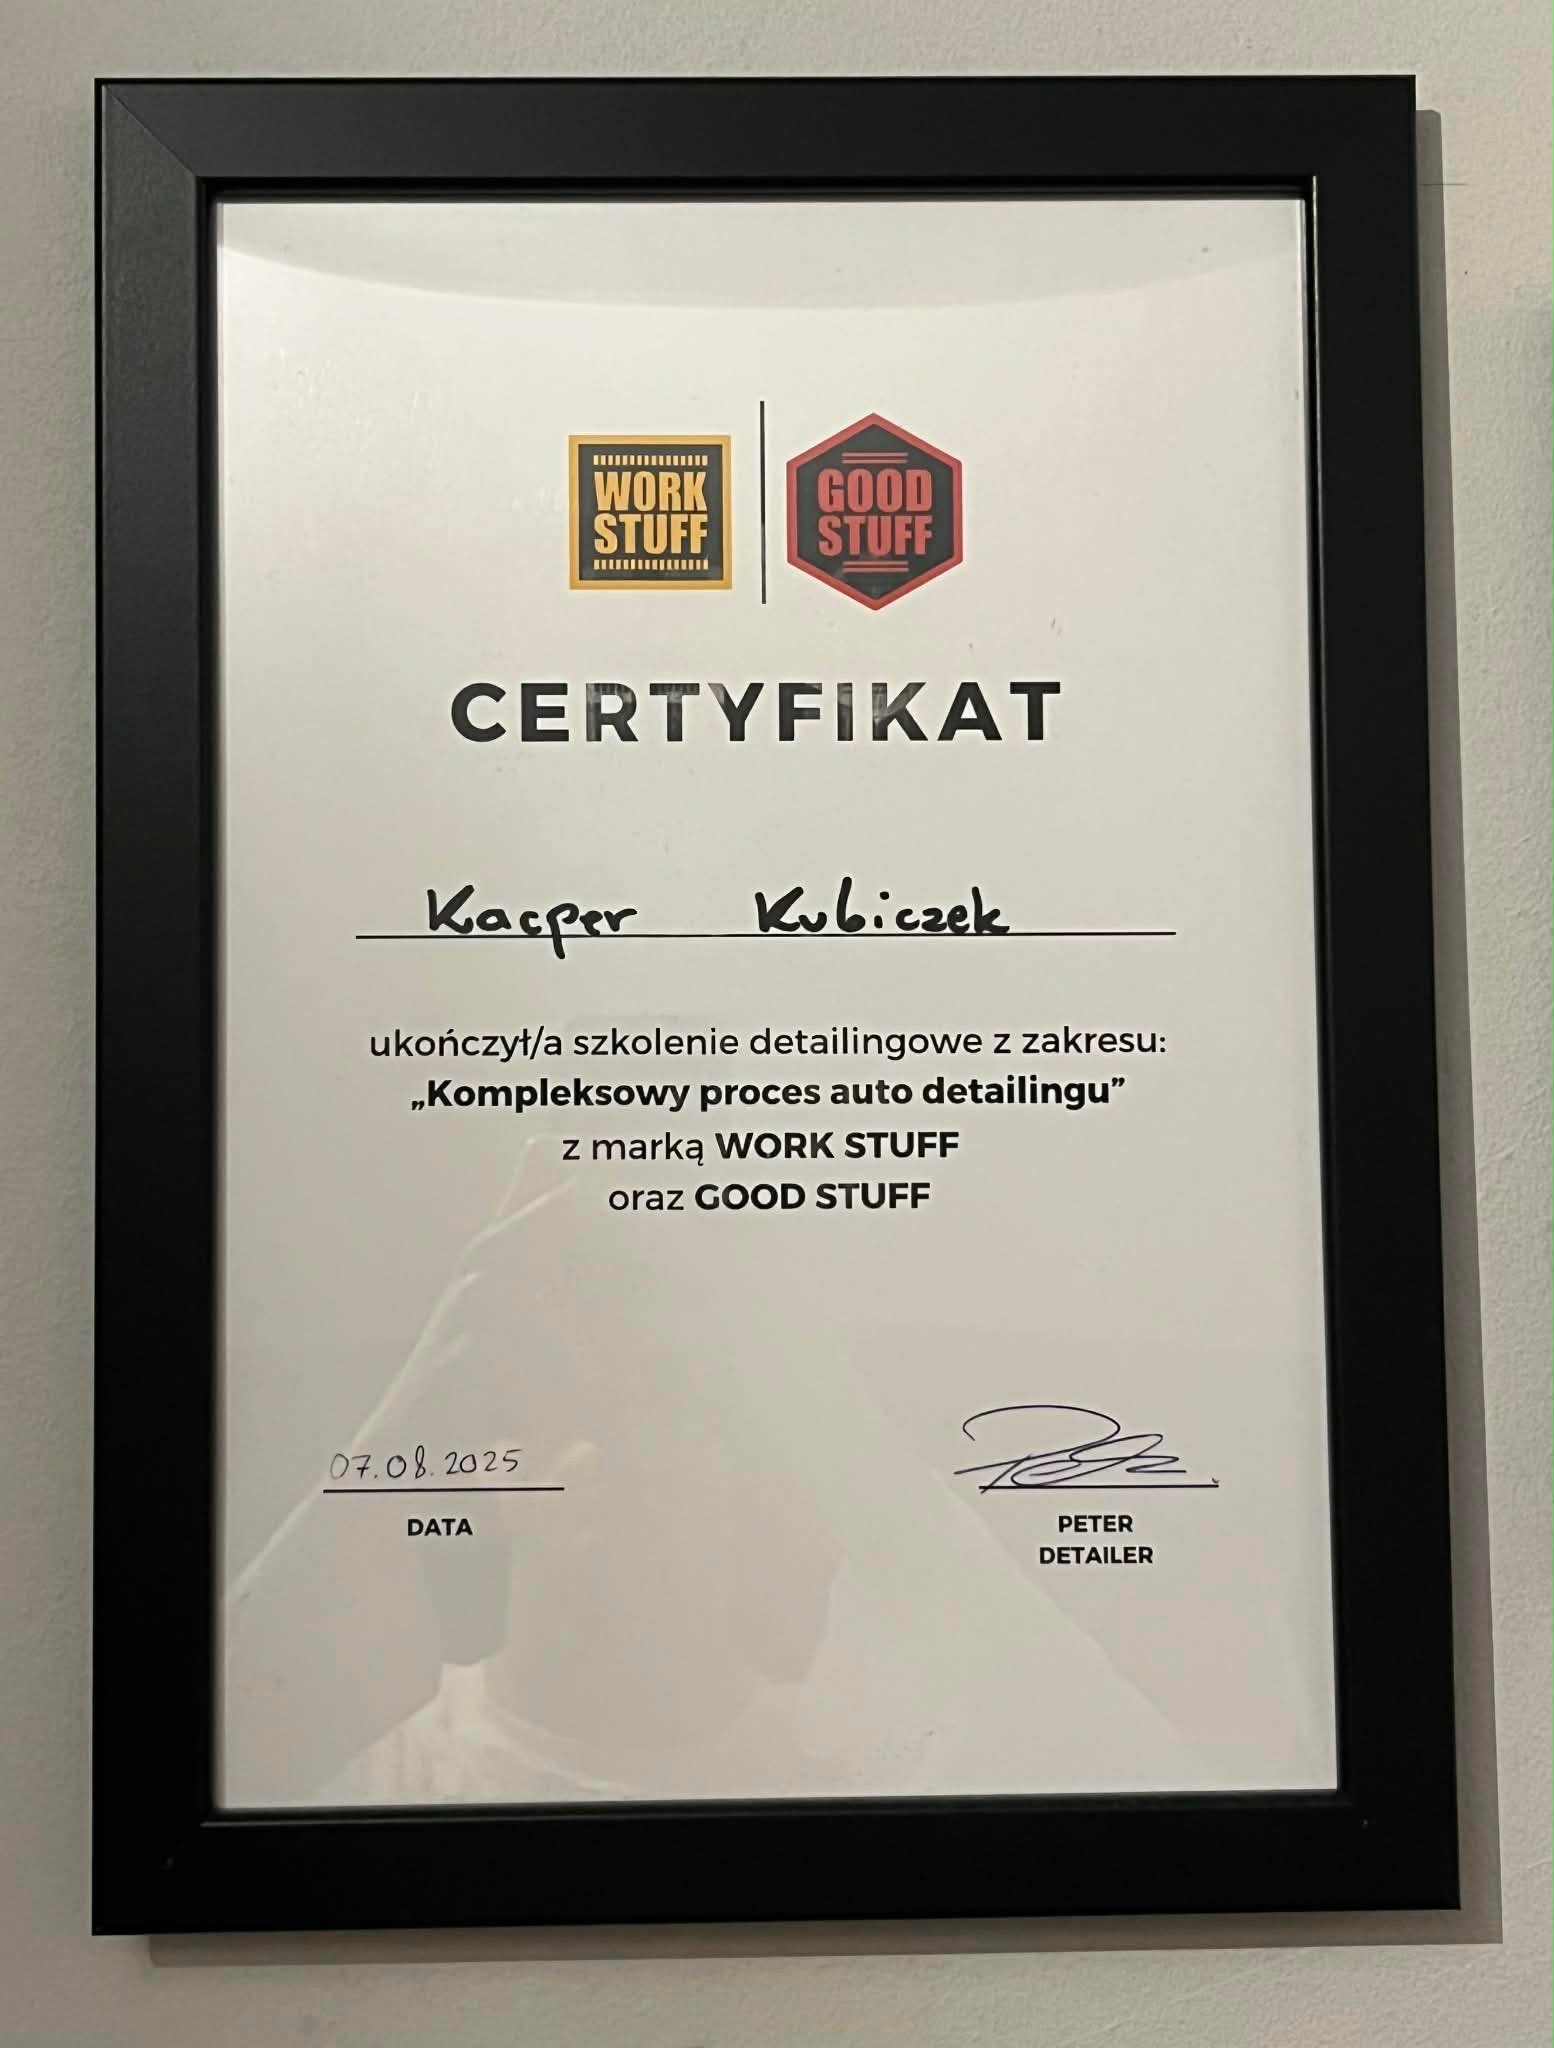 WORK
STUFF
GOOD
STUFF
CERTYFIKAT
Kacper Kubiczek
ukończył/a szkolenie detailingowe z zakresu:
„Kompleksowy proces auto detailingu”
z marką WORK STUFF
oraz GOOD STUFF
07.08.2025
DATA
PETER
DETAILER